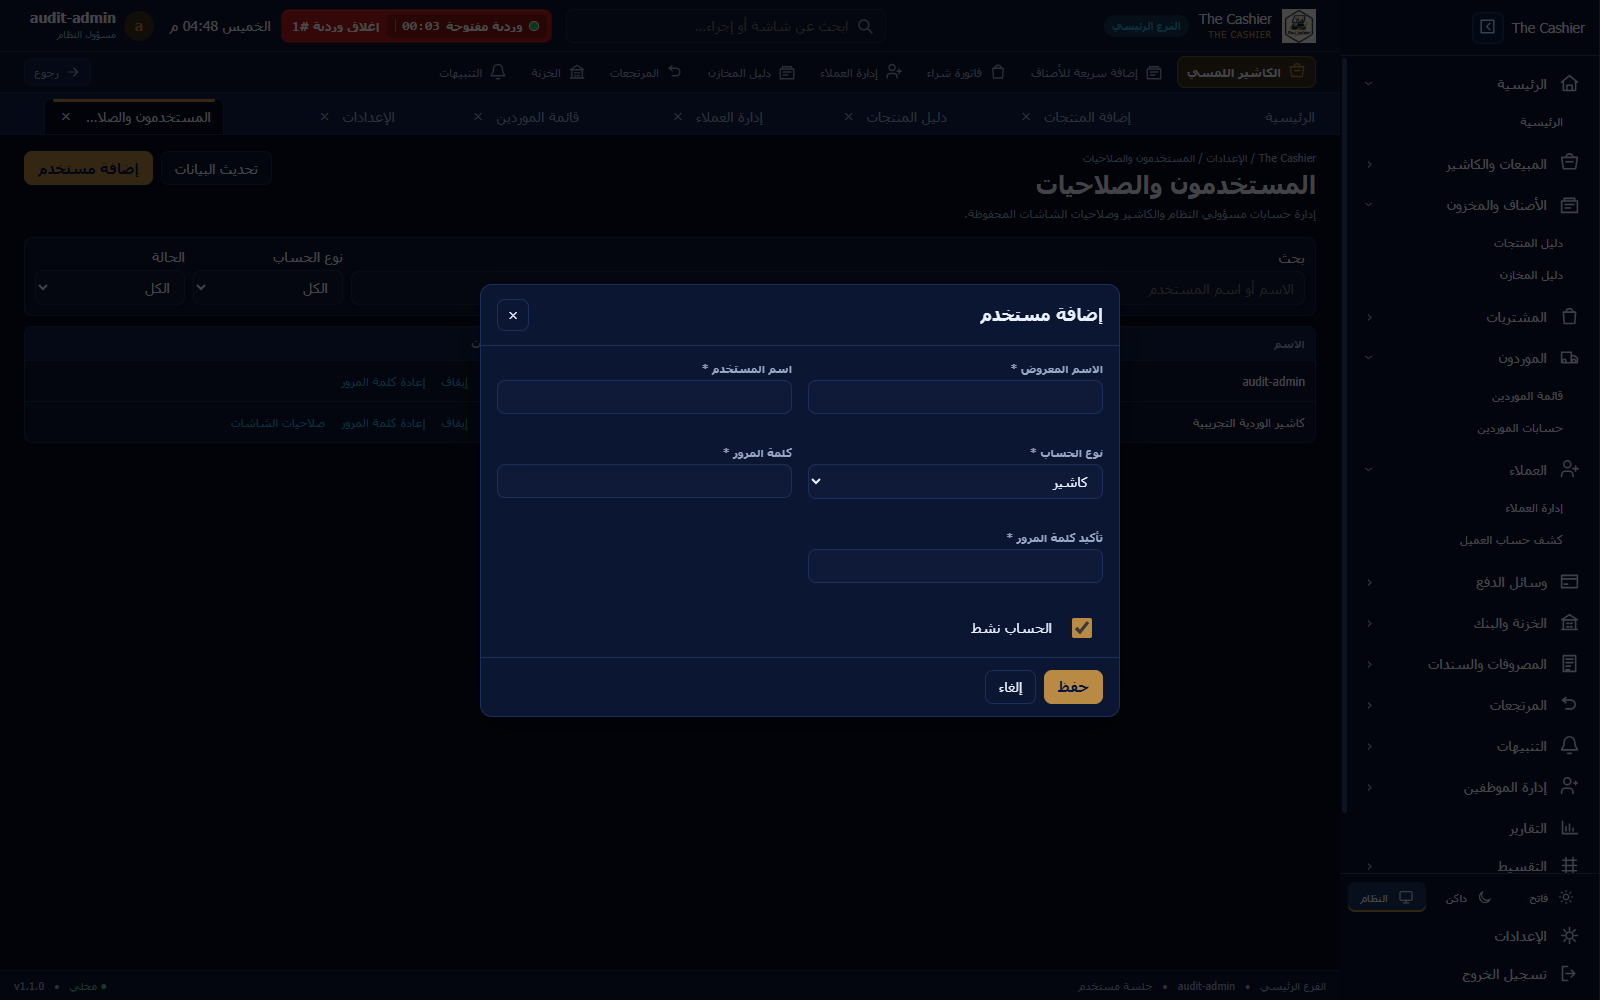 The Cashier
الرئيسية
الرئيسية
المبيعات والكاشير
الأصناف والمخزون
دليل المنتجات
دليل المخازن
المشتريات
الموردون
قائمة الموردين
حسابات الموردين
العملاء
إدارة العملاء
كشف حساب العميل
وسائل الدفع
الخزنة والبنك
المصروفات والسندات
المرتجعات
التنبيهات
إدارة الموظفين
التقارير
التقسيط
فاتح داكن النظام
الإعدادات
تسجيل الخروج
The Cashier
THE CASHIER
الفرع الرئيسي
ابحث عن شاشة أو إجراء...
وردية مفتوحة 00:03 إغلاق وردية #1
الخميس 04:48 م
audit-admin
مسؤول النظام
a
الكاشير اللمسي إضافة سريعة للأصناف فاتورة شراء إدارة العملاء دليل المخازن المرتجعات الخزنة التنبيهات رجوع
الرئيسية إضافة المنتجات × دليل المنتجات × إدارة العملاء × قائمة الموردين × الإعدادات × المستخدمون والصلا... ×
The Cashier / الإعدادات / المستخدمون والصلاحيات
المستخدمون والصلاحيات
إدارة حسابات مسؤولي النظام والكاشير وصلاحيات الشاشات المحفوظة.
تحديث البيانات إضافة مستخدم
بحث نوع الحساب الحالة
الاسم أو اسم المستخدم الكل الكل
الاسم
audit-admin إيقاف إعادة كلمة المرور
كاشير الوردية التجريبية إيقاف إعادة كلمة المرور صلاحيات الشاشات
إضافة مستخدم ×
الاسم المعروض * اسم المستخدم *
نوع الحساب * كلمة المرور *
كاشير
تأكيد كلمة المرور *
الحساب نشط
حفظ إلغاء
الفرع الرئيسي • audit-admin • جلسة مستخدم
محلي • v1.1.0